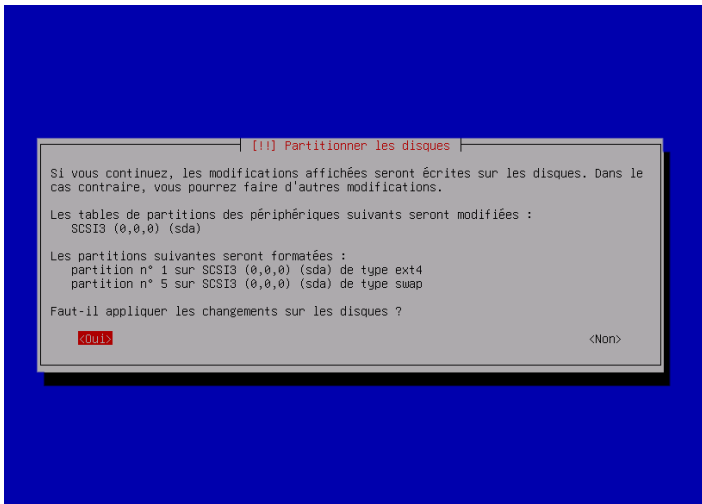 [!!] Partitionner les disques
Si vous continuez, les modifications affichées seront écrites sur les disques. Dans le
cas contraire, vous pourrez faire d'autres modifications.
Les tables de partitions des périphériques suivants seront modifiées :
SCSI3 (0,0,0) (sda)
Les partitions suivantes seront formatées :
partition n° 1 sur SCSI3 (0,0,0) (sda) de type ext4
partition n° 5 sur SCSI3 (0,0,0) (sda) de type swap
Faut-il appliquer les changements sur les disques ?
<Oui> <Non>